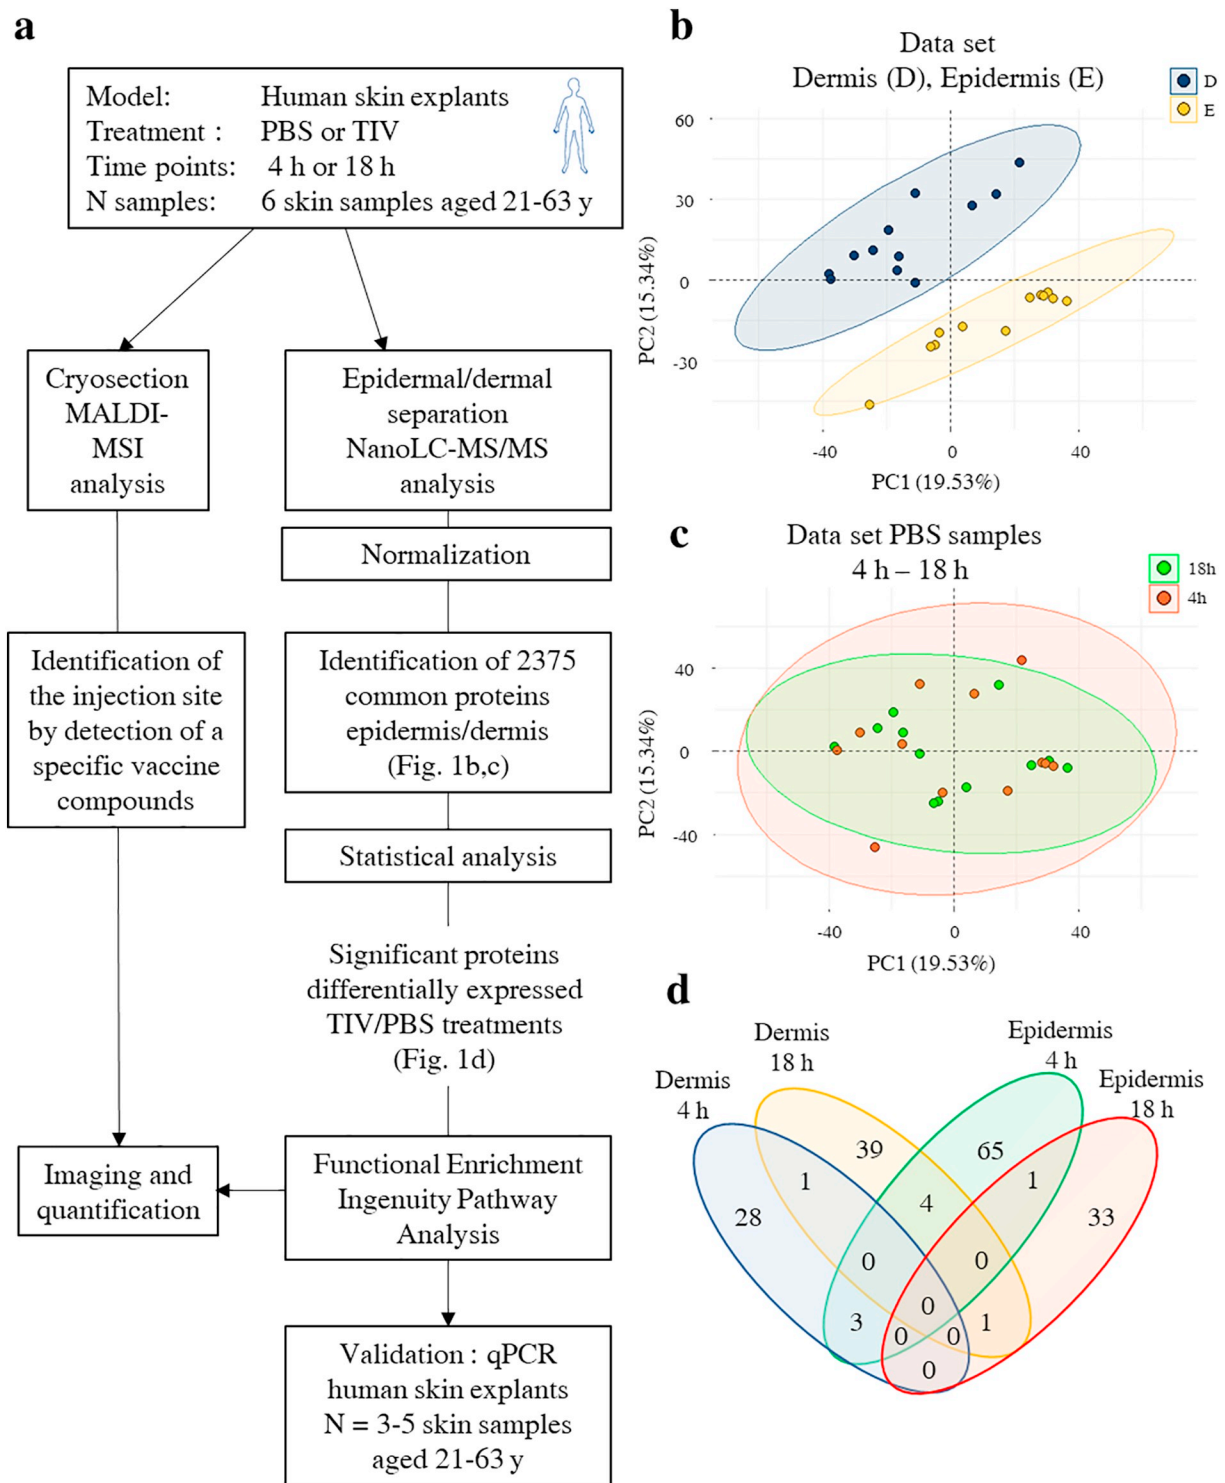 a
Model: Human skin explants
Treatment : PBS or TIV
Time points: 4 h or 18 h
N samples: 6 skin samples aged 21-63 y
Cryosection
MALDI-
MSI
analysis
Epidermal/dermal
separation
NanoLC-MS/MS
analysis
Normalization
Identification of
the injection site
by detection of a
specific vaccine
compounds
Identification of 2375
common proteins
epidermis/dermis
(Fig. 1b,c)
Statistical analysis
Significant proteins
differentially expressed
TIV/PBS treatments
(Fig. 1d)
Imaging and
quantification
Functional Enrichment
Ingenuity Pathway
Analysis
Validation : qPCR
human skin explants
N = 3-5 skin samples
aged 21-63 y
b
Data set
Dermis (D), Epidermis (E)
D
E
60
30
0
-30
PC2 (15.34%)
-40 0 40
PC1 (19.53%)
c
Data set PBS samples
4 h – 18 h
18h
4h
40
0
-40
PC2 (15.34%)
-40 0 40
PC1 (19.53%)
d
Dermis
4 h
Dermis
18 h
Epidermis
4 h
Epidermis
18 h
39 65
1 1
28 4 33
0 0
0
3 0 0 1
0